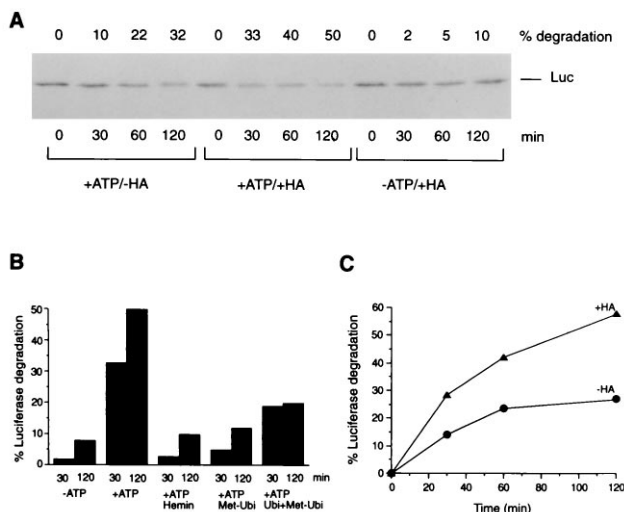 A
0 10 22 32 0 33 40 50 0 2 5 10 % degradation
Luc
0 30 60 120 0 30 60 120 0 30 60 120 min
+ATP/-HA +ATP/+HA -ATP/+HA
B
% Luciferase degradation
50
40
30
20
10
0
30 120 30 120 30 120 30 120 30 120 min
-ATP +ATP +ATP +ATP +ATP
Hemin Met-Ubi Ubi+Met-Ubi
C
% Luciferase degradation
60
50
40
30
20
10
0
+HA
-HA
0 20 40 60 80 100 120
Time (min)